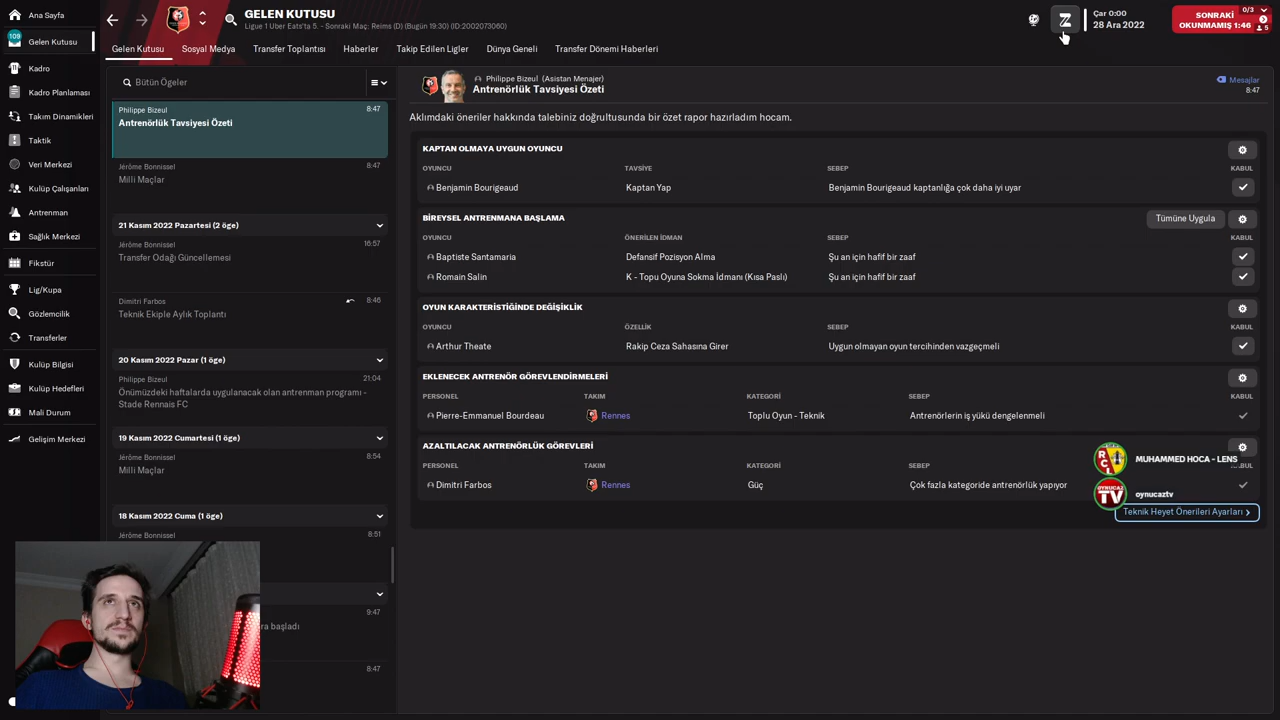 Ana Sayfa
109
Gelen Kutusu
Kadro
Kadro Planlaması
Takım Dinamikleri
Taktik
Veri Merkezi
Kulüp Çalışanları
Antrenman
Sağlık Merkezi
Fikstür
Lig/Kupa
Gözlemcilik
Transferler
Kulüp Bilgisi
Kulüp Hedefleri
Mali Durum
Gelişim Merkezi
GELEN KUTUSU
Ligue 1 Uber Eats'ta 5. - Sonraki Maç: Reims (D) (Bugün 19:30) (ID:2002073060)
Çar 0:00
28 Ara 2022
SONRAKİ
OKUNMAMIŞ 1:46
0/3
5
Gelen Kutusu
Sosyal Medya
Transfer Toplantısı
Haberler
Takip Edilen Ligler
Dünya Geneli
Transfer Dönemi Haberleri
Bütün Ögeler
Philippe Bizeul 8:47
Antrenörlük Tavsiyesi Özeti
Jérôme Bonnissel 8:47
Milli Maçlar
21 Kasım 2022 Pazartesi (2 öge)
Jérôme Bonnissel 16:57
Transfer Odağı Güncellemesi
Dimitri Farbos 8:46
Teknik Ekiple Aylık Toplantı
20 Kasım 2022 Pazar (1 öge)
Philippe Bizeul 21:04
Önümüzdeki haftalarda uygulanacak olan antrenman programı -
Stade Rennais FC
19 Kasım 2022 Cumartesi (1 öge)
Jérôme Bonnissel 8:54
Milli Maçlar
18 Kasım 2022 Cuma (1 öge)
Jérôme Bonnissel 8:51
9:47
ra başladı
8:47
Philippe Bizeul (Asistan Menajer)
Antrenörlük Tavsiyesi Özeti
Mesajlar
8:47
Aklımdaki öneriler hakkında talebiniz doğrultusunda bir özet rapor hazırladım hocam.
KAPTAN OLMAYA UYGUN OYUNCU
OYUNCU TAVSİYE SEBEP KABUL
Benjamin Bourigeaud Kaptan Yap Benjamin Bourigeaud kaptanlığa çok daha iyi uyar
BİREYSEL ANTRENMANA BAŞLAMA Tümüne Uygula
OYUNCU ÖNERİLEN İDMAN SEBEP KABUL
Baptiste Santamaria Defansif Pozisyon Alma Şu an için hafif bir zaaf
Romain Salin K - Topu Oyuna Sokma İdmanı (Kısa Paslı) Şu an için hafif bir zaaf
OYUN KARAKTERİSTİĞİNDE DEĞİŞİKLİK
OYUNCU ÖZELLİK SEBEP KABUL
Arthur Theate Rakip Ceza Sahasına Girer Uygun olmayan oyun tercihinden vazgeçmeli
EKLENECEK ANTRENÖR GÖREVLENDİRMELERİ
PERSONEL TAKIM KATEGORİ SEBEP KABUL
Pierre-Emmanuel Bourdeau Rennes Toplu Oyun - Teknik Antrenörlerin iş yükü dengelenmeli
AZALTILACAK ANTRENÖRLÜK GÖREVLERİ
PERSONEL TAKIM KATEGORİ SEBEP
Dimitri Farbos Rennes Güç Çok fazla kategoride antrenörlük yapıyor
RCL
MUHAMMED HOCA - LENS
OYNUCAZ
TV
oynucaztv
Teknik Heyet Önerileri Ayarları